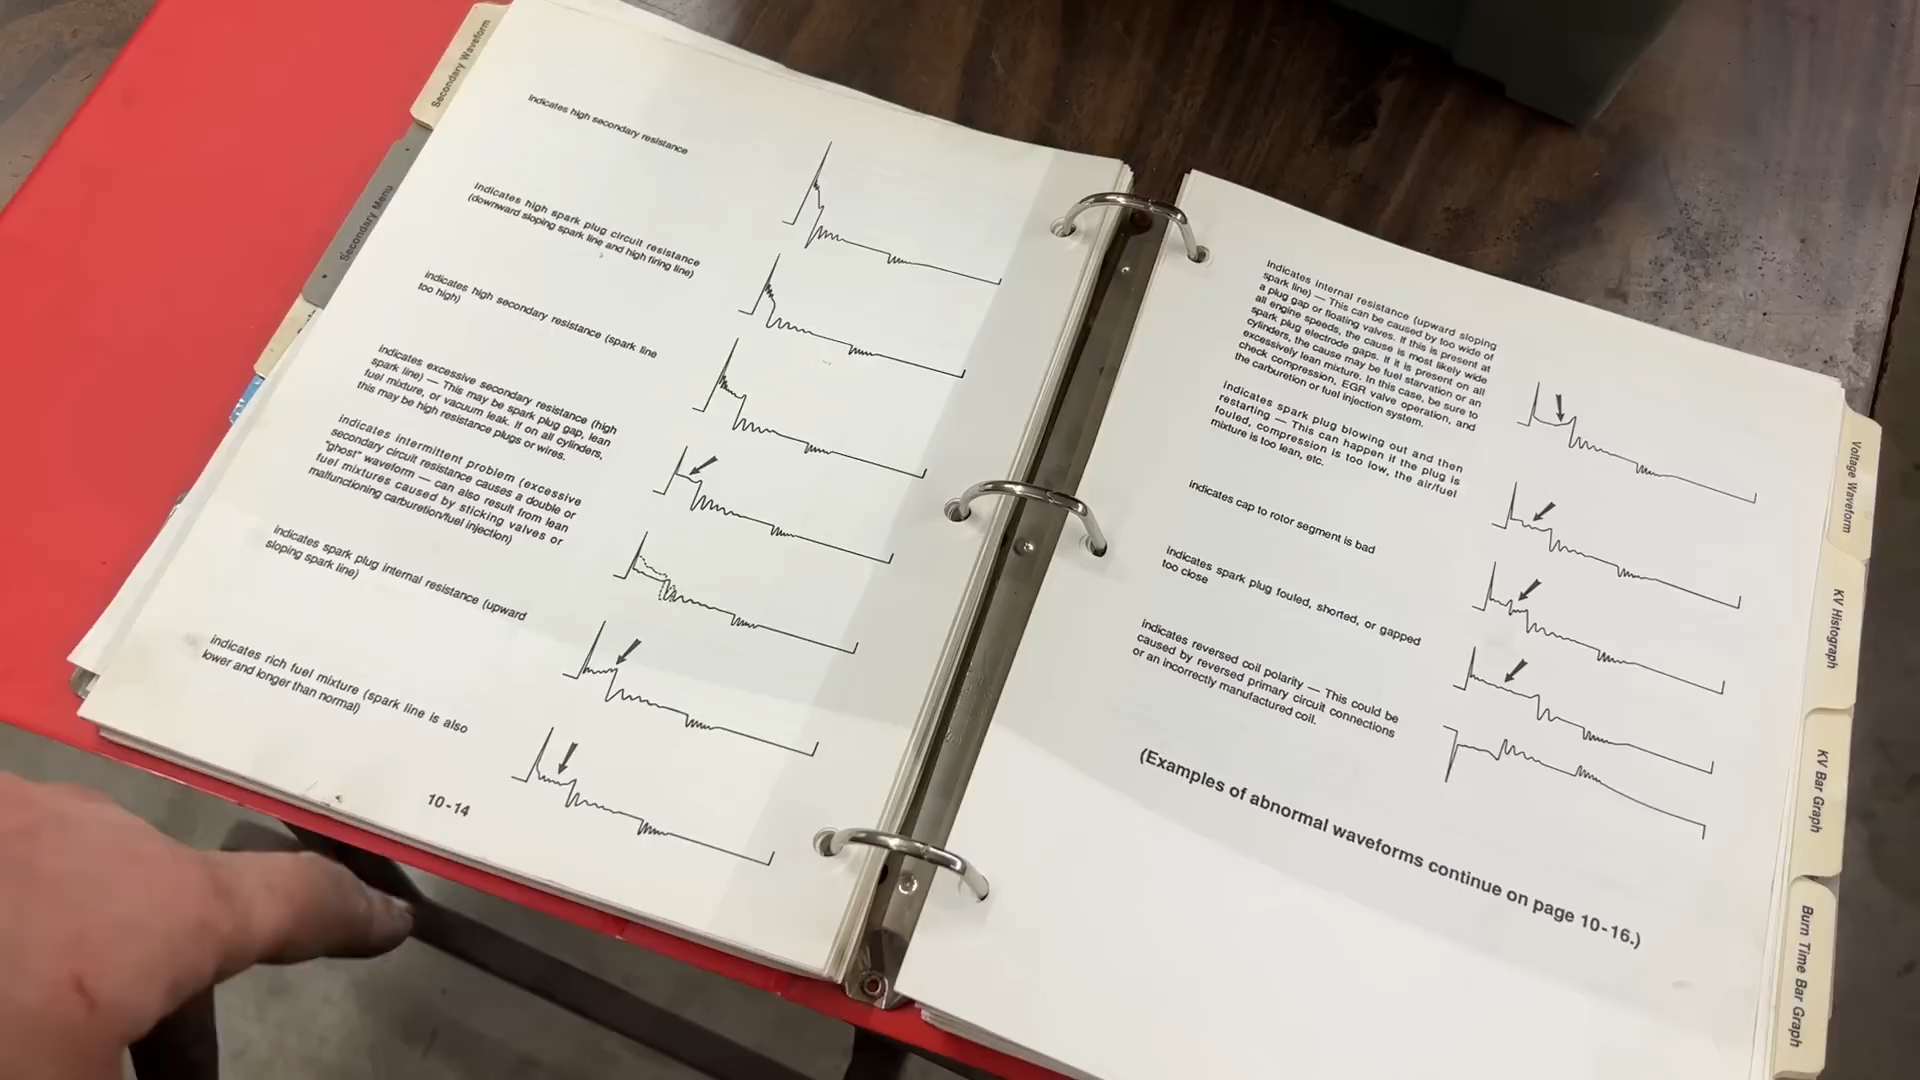 Secondary Waveform
Secondary Menu
Indicates high secondary resistance
Indicates high spark plug circuit resistance
(downward sloping spark line and high firing line)
Indicates high secondary resistance (spark line
too high)
Indicates excessive secondary resistance (high
spark line) — This may be spark plug gap, lean
fuel mixture, or vacuum leak. If on all cylinders,
this may be high resistance plugs or wires.
Indicates intermittent problem (excessive
secondary circuit resistance causes a double or
"ghost" waveform — can also result from lean
fuel mixtures caused by sticking valves or
malfunctioning carburetion/fuel injection)
Indicates spark plug internal resistance (upward
sloping spark line)
Indicates rich fuel mixture (spark line is also
lower and longer than normal)
10-14
Indicates internal resistance (upward sloping
spark line) — This can be caused by too wide of
a plug gap or floating valves. If this is present at
all engine speeds, the cause is most likely wide
spark plug electrode gaps. If it is present on all
cylinders, the cause may be fuel starvation or an
excessively lean mixture. In this case, be sure to
check compression, EGR valve operation, and
the carburetion or fuel injection system.
Indicates spark plug blowing out and then
restarting — This can happen if the plug is
fouled, compression is too low, the air/fuel
mixture is too lean, etc.
Indicates cap to rotor segment is bad
Indicates spark plug fouled, shorted, or gapped
too close
Indicates reversed coil polarity — This could be
caused by reversed primary circuit connections
or an incorrectly manufactured coil.
(Examples of abnormal waveforms continue on page 10-16.)
Voltage Waveform
KV Histograph
KV Bar Graph
Burn Time Bar Graph